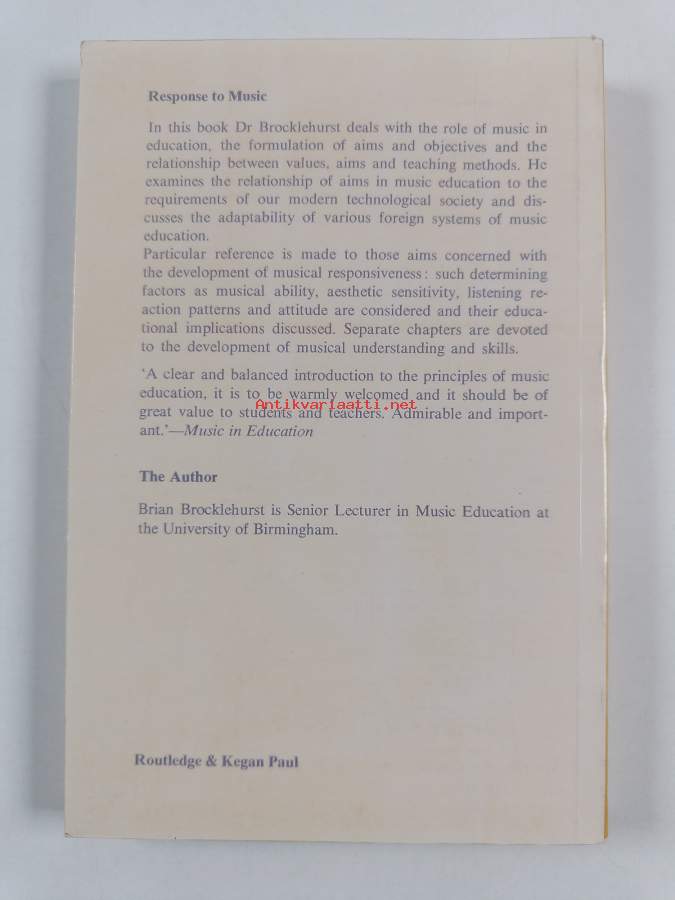 Response to Music
In this book Dr Brocklehurst deals with the role of music in
education, the formulation of aims and objectives and the
relationship between values, aims and teaching methods. He
examines the relationship of aims in music education to the
requirements of our modern technological society and dis-
cusses the adaptability of various foreign systems of music
education.
Particular reference is made to those aims concerned with
the development of musical responsiveness: such determining
factors as musical ability, aesthetic sensitivity, listening re-
action patterns and attitude are considered and their educa-
tional implications discussed. Separate chapters are devoted
to the development of musical understanding and skills.
'A clear and balanced introduction to the principles of music
education, it is to be warmly welcomed and it should be of
Antikvariaatti.net
great value to students and teachers. Admirable and import-
ant.'—Music in Education
The Author
Brian Brocklehurst is Senior Lecturer in Music Education at
the University of Birmingham.
Routledge & Kegan Paul